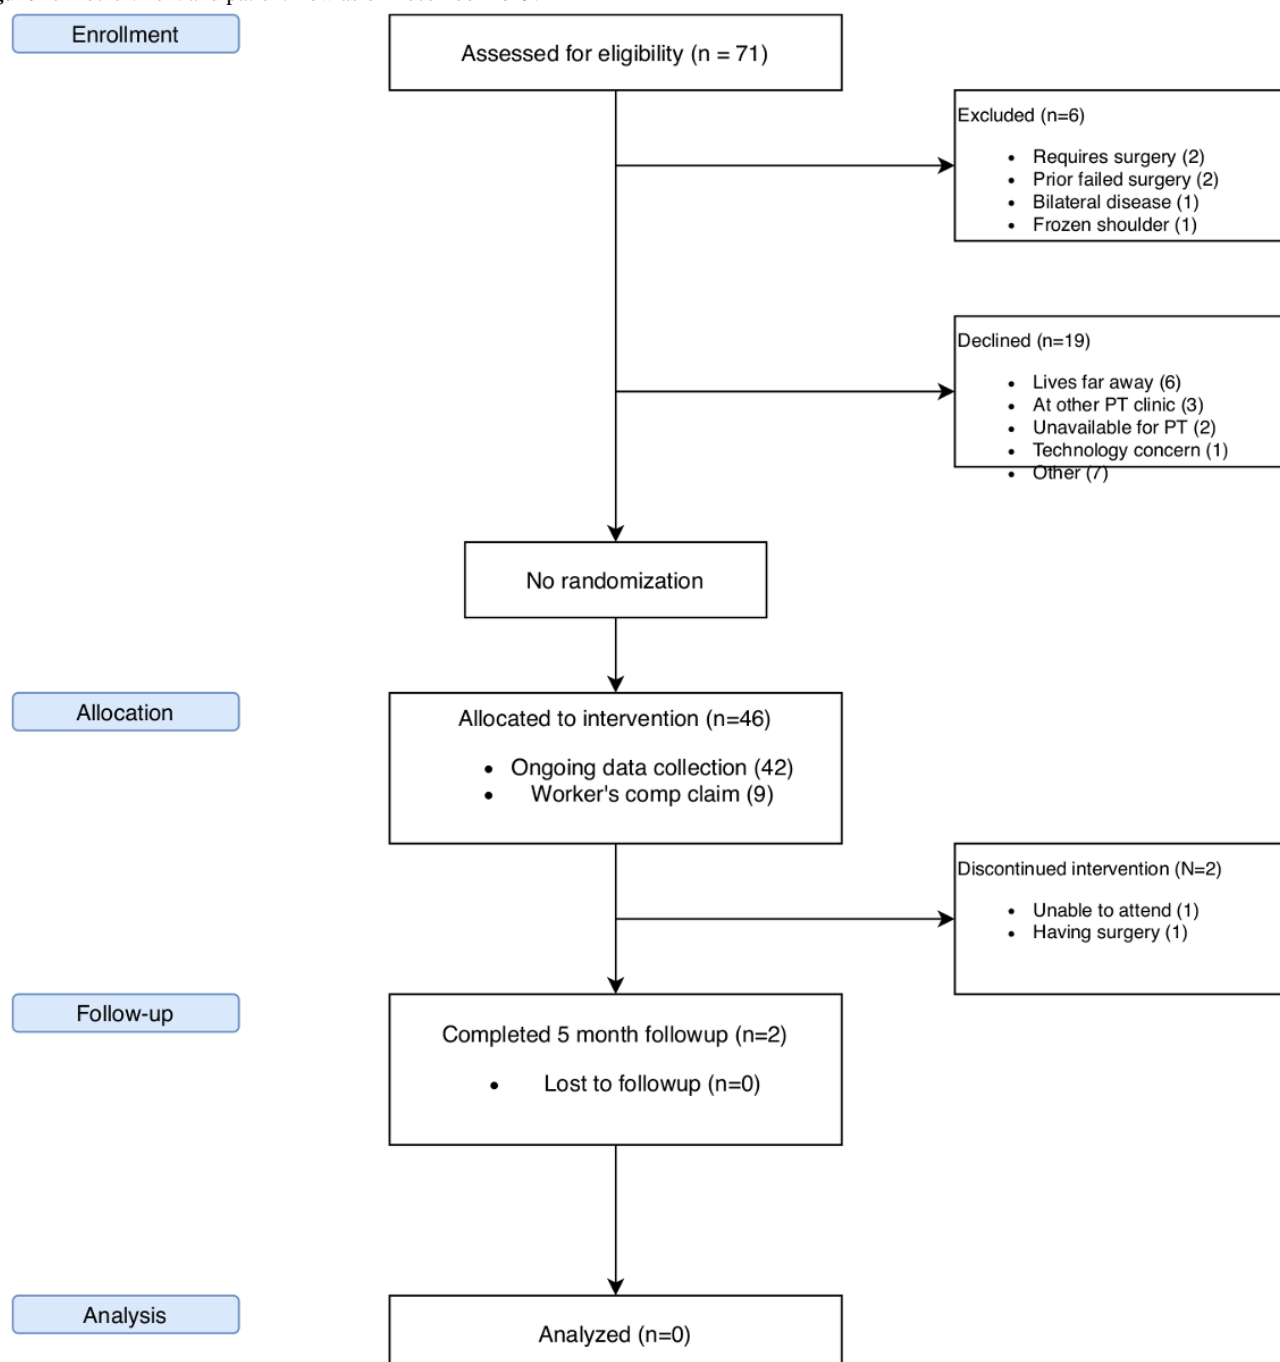 Enrollment
Assessed for eligibility (n = 71)
Excluded (n=6)
• Requires surgery (2)
• Prior failed surgery (2)
• Bilateral disease (1)
• Frozen shoulder (1)
Declined (n=19)
• Lives far away (6)
• At other PT clinic (3)
• Unavailable for PT (2)
• Technology concern (1)
• Other (7)
No randomization
Allocation
Allocated to intervention (n=46)
• Ongoing data collection (42)
• Worker's comp claim (9)
Discontinued intervention (N=2)
• Unable to attend (1)
• Having surgery (1)
Follow-up
Completed 5 month followup (n=2)
• Lost to followup (n=0)
Analysis
Analyzed (n=0)